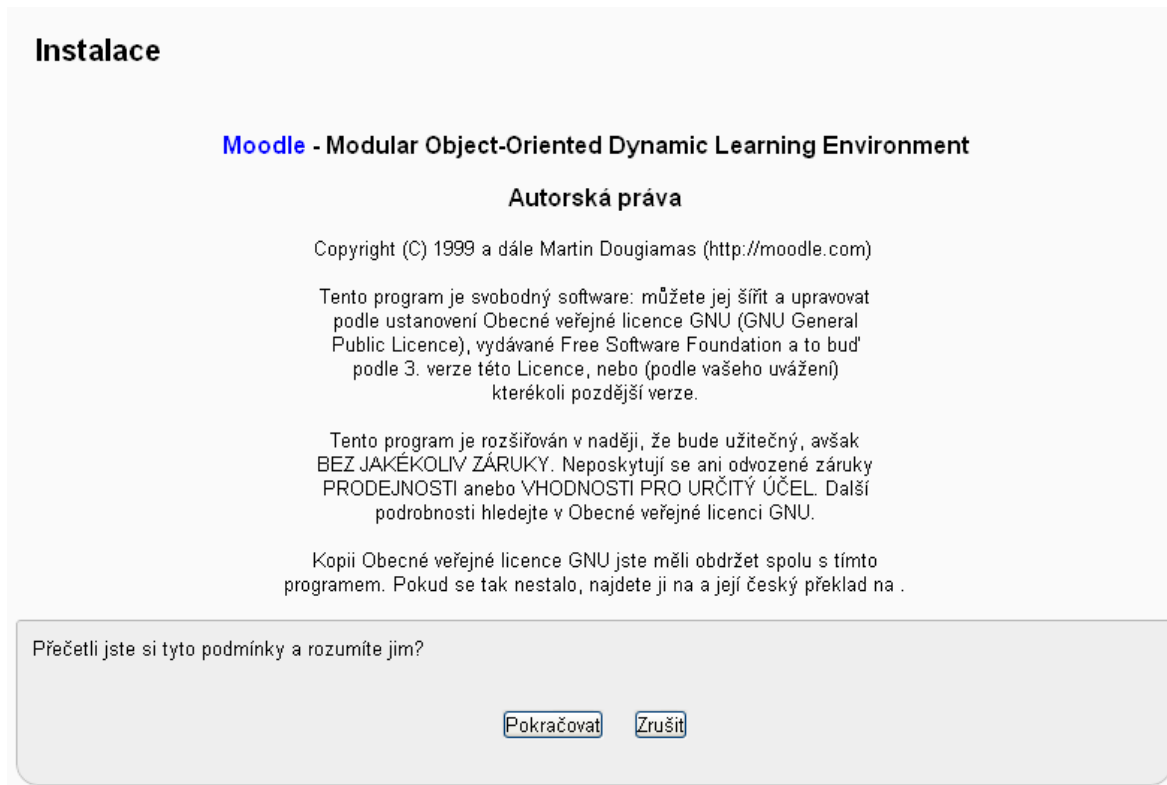 Instalace
Moodle - Modular Object-Oriented Dynamic Learning Environment
Autorská práva
Copyright (C) 1999 a dále Martin Dougiamas (http://moodle.com)
Tento program je svobodný software: můžete jej šířit a upravovat
podle ustanovení Obecné veřejné licence GNU (GNU General
Public Licence), vydávané Free Software Foundation a to buď
podle 3. verze této Licence, nebo (podle vašeho uvážení)
kterékoli pozdější verze.
Tento program je rozšiřován v naději, že bude užitečný, avšak
BEZ JAKÉKOLIV ZÁRUKY. Neposkytují se ani odvozené záruky
PRODEJNOSTI anebo VHODNOSTI PRO URČITÝ ÚČEL. Další
podrobnosti hledejte v Obecné veřejné licenci GNU.
Kopii Obecné veřejné licence GNU jste měli obdržet spolu s tímto
programem. Pokud se tak nestalo, najdete ji na a její český překlad na .
Přečetli jste si tyto podmínky a rozumíte jim?
Pokračovat Zrušit